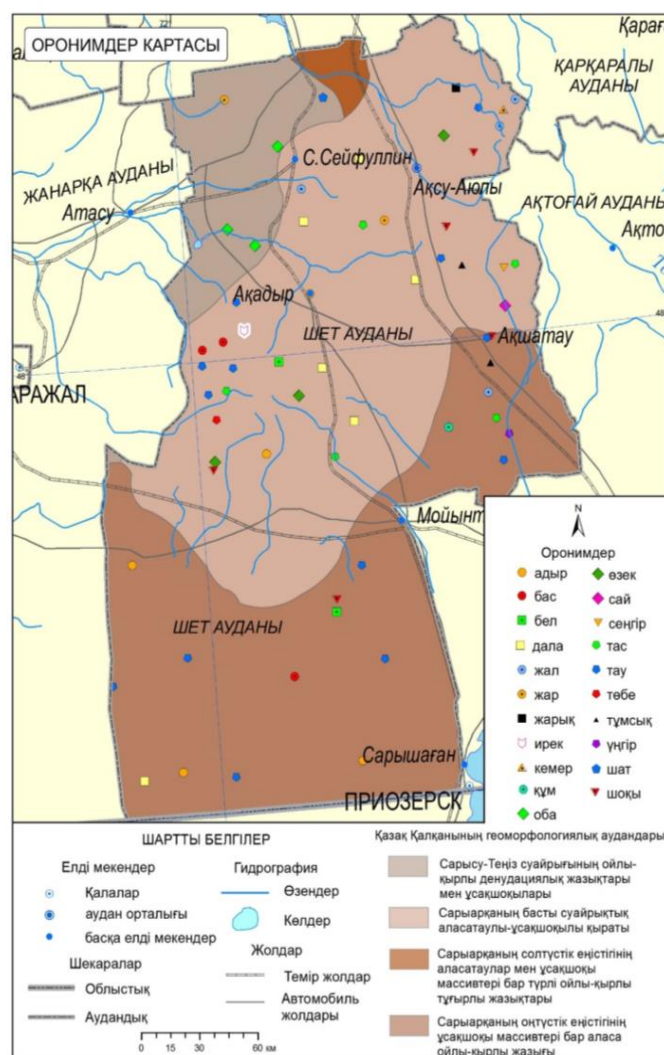 ОРОНИМДЕР КАРТАСЫ
72°
Қараға
ҚАРҚАРАЛЫ
АУДАНЫ
С.Сейфуллин
ЖАНАРҚА АУДАНЫ
Ақсу-Аюлы
Атасу
АҚТОҒАЙ АУДАНЫ
Ақто
Ақадыр
ШЕТ АУДАНЫ
Ақшатау
48
48
АРАЖАЛ
Мойынт
ШЕТ АУДАНЫ
Сарышаған
ПРИОЗЕРСК
N
Оронимдер
адыр
бас
бел
дала
жал
жар
жарық
ирек
кемер
құм
оба
өзек
сай
сеңгір
тас
тау
төбе
тұмсық
үңгір
шат
шоқы
ШАРТТЫ БЕЛГІЛЕР
Елді мекендер
Қалалар
аудан орталығы
басқа елді мекендер
Шекаралар
Облыстық
Аудандық
Гидрография
Өзендер
Көлдер
Жолдар
Темір жолдар
Автомобиль
жолдары
0 15 30 60 км
Қазақ Қалқанының геоморфологиялық аудандары
Сарысу-Теңіз суайрығының ойлы-
қырлы денудациялық жазықтары
мен ұсақшоқылары
Сарыарқаның басты суайрықтық
аласатаулы-ұсақшоқылы қыраты
Сарыарқаның солтүстік еңістігінің
аласатаулар мен ұсақшоқы
массивтері бар түрлі ойлы-қырлы
тұғырлы жазықтары
Сарыарқаның оңтүстік еңістігінің
ұсақшоқы массивтері бар аласа
ойлы-қырлы жазығы